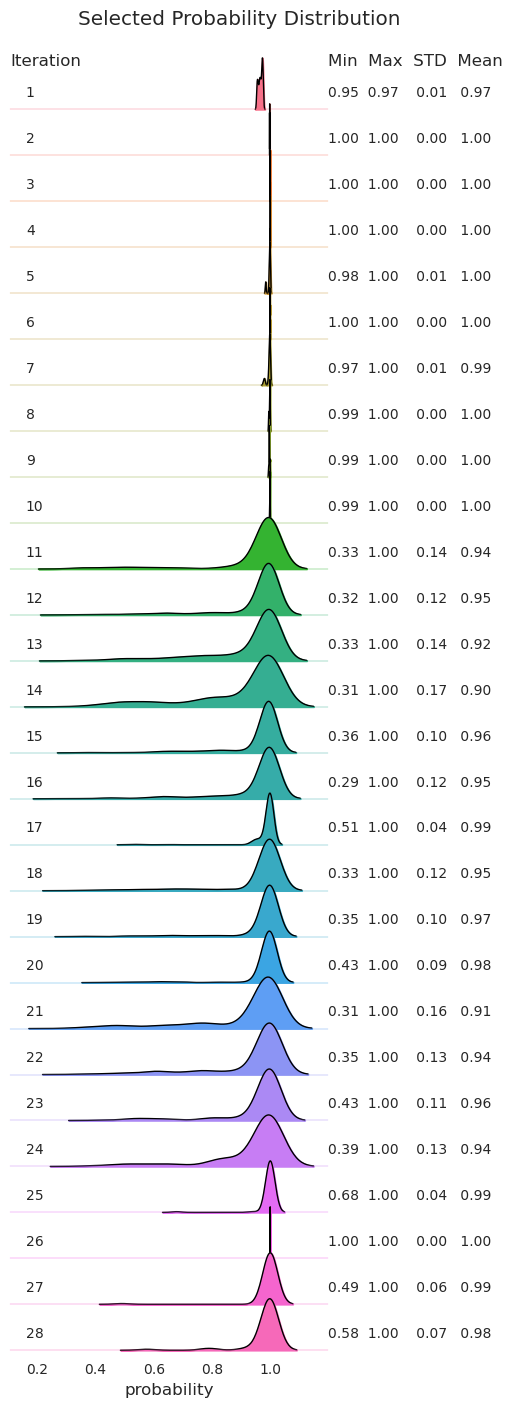 Selected Probability Distribution
Iteration Min Max STD Mean
1 0.95 0.97 0.01 0.97
2 1.00 1.00 0.00 1.00
3 1.00 1.00 0.00 1.00
4 1.00 1.00 0.00 1.00
5 0.98 1.00 0.01 1.00
6 1.00 1.00 0.00 1.00
7 0.97 1.00 0.01 0.99
8 0.99 1.00 0.00 1.00
9 0.99 1.00 0.00 1.00
10 0.99 1.00 0.00 1.00
11 0.33 1.00 0.14 0.94
12 0.32 1.00 0.12 0.95
13 0.33 1.00 0.14 0.92
14 0.31 1.00 0.17 0.90
15 0.36 1.00 0.10 0.96
16 0.29 1.00 0.12 0.95
17 0.51 1.00 0.04 0.99
18 0.33 1.00 0.12 0.95
19 0.35 1.00 0.10 0.97
20 0.43 1.00 0.09 0.98
21 0.31 1.00 0.16 0.91
22 0.35 1.00 0.13 0.94
23 0.43 1.00 0.11 0.96
24 0.39 1.00 0.13 0.94
25 0.68 1.00 0.04 0.99
26 1.00 1.00 0.00 1.00
27 0.49 1.00 0.06 0.99
28 0.58 1.00 0.07 0.98
0.2 0.4 0.6 0.8 1.0
probability